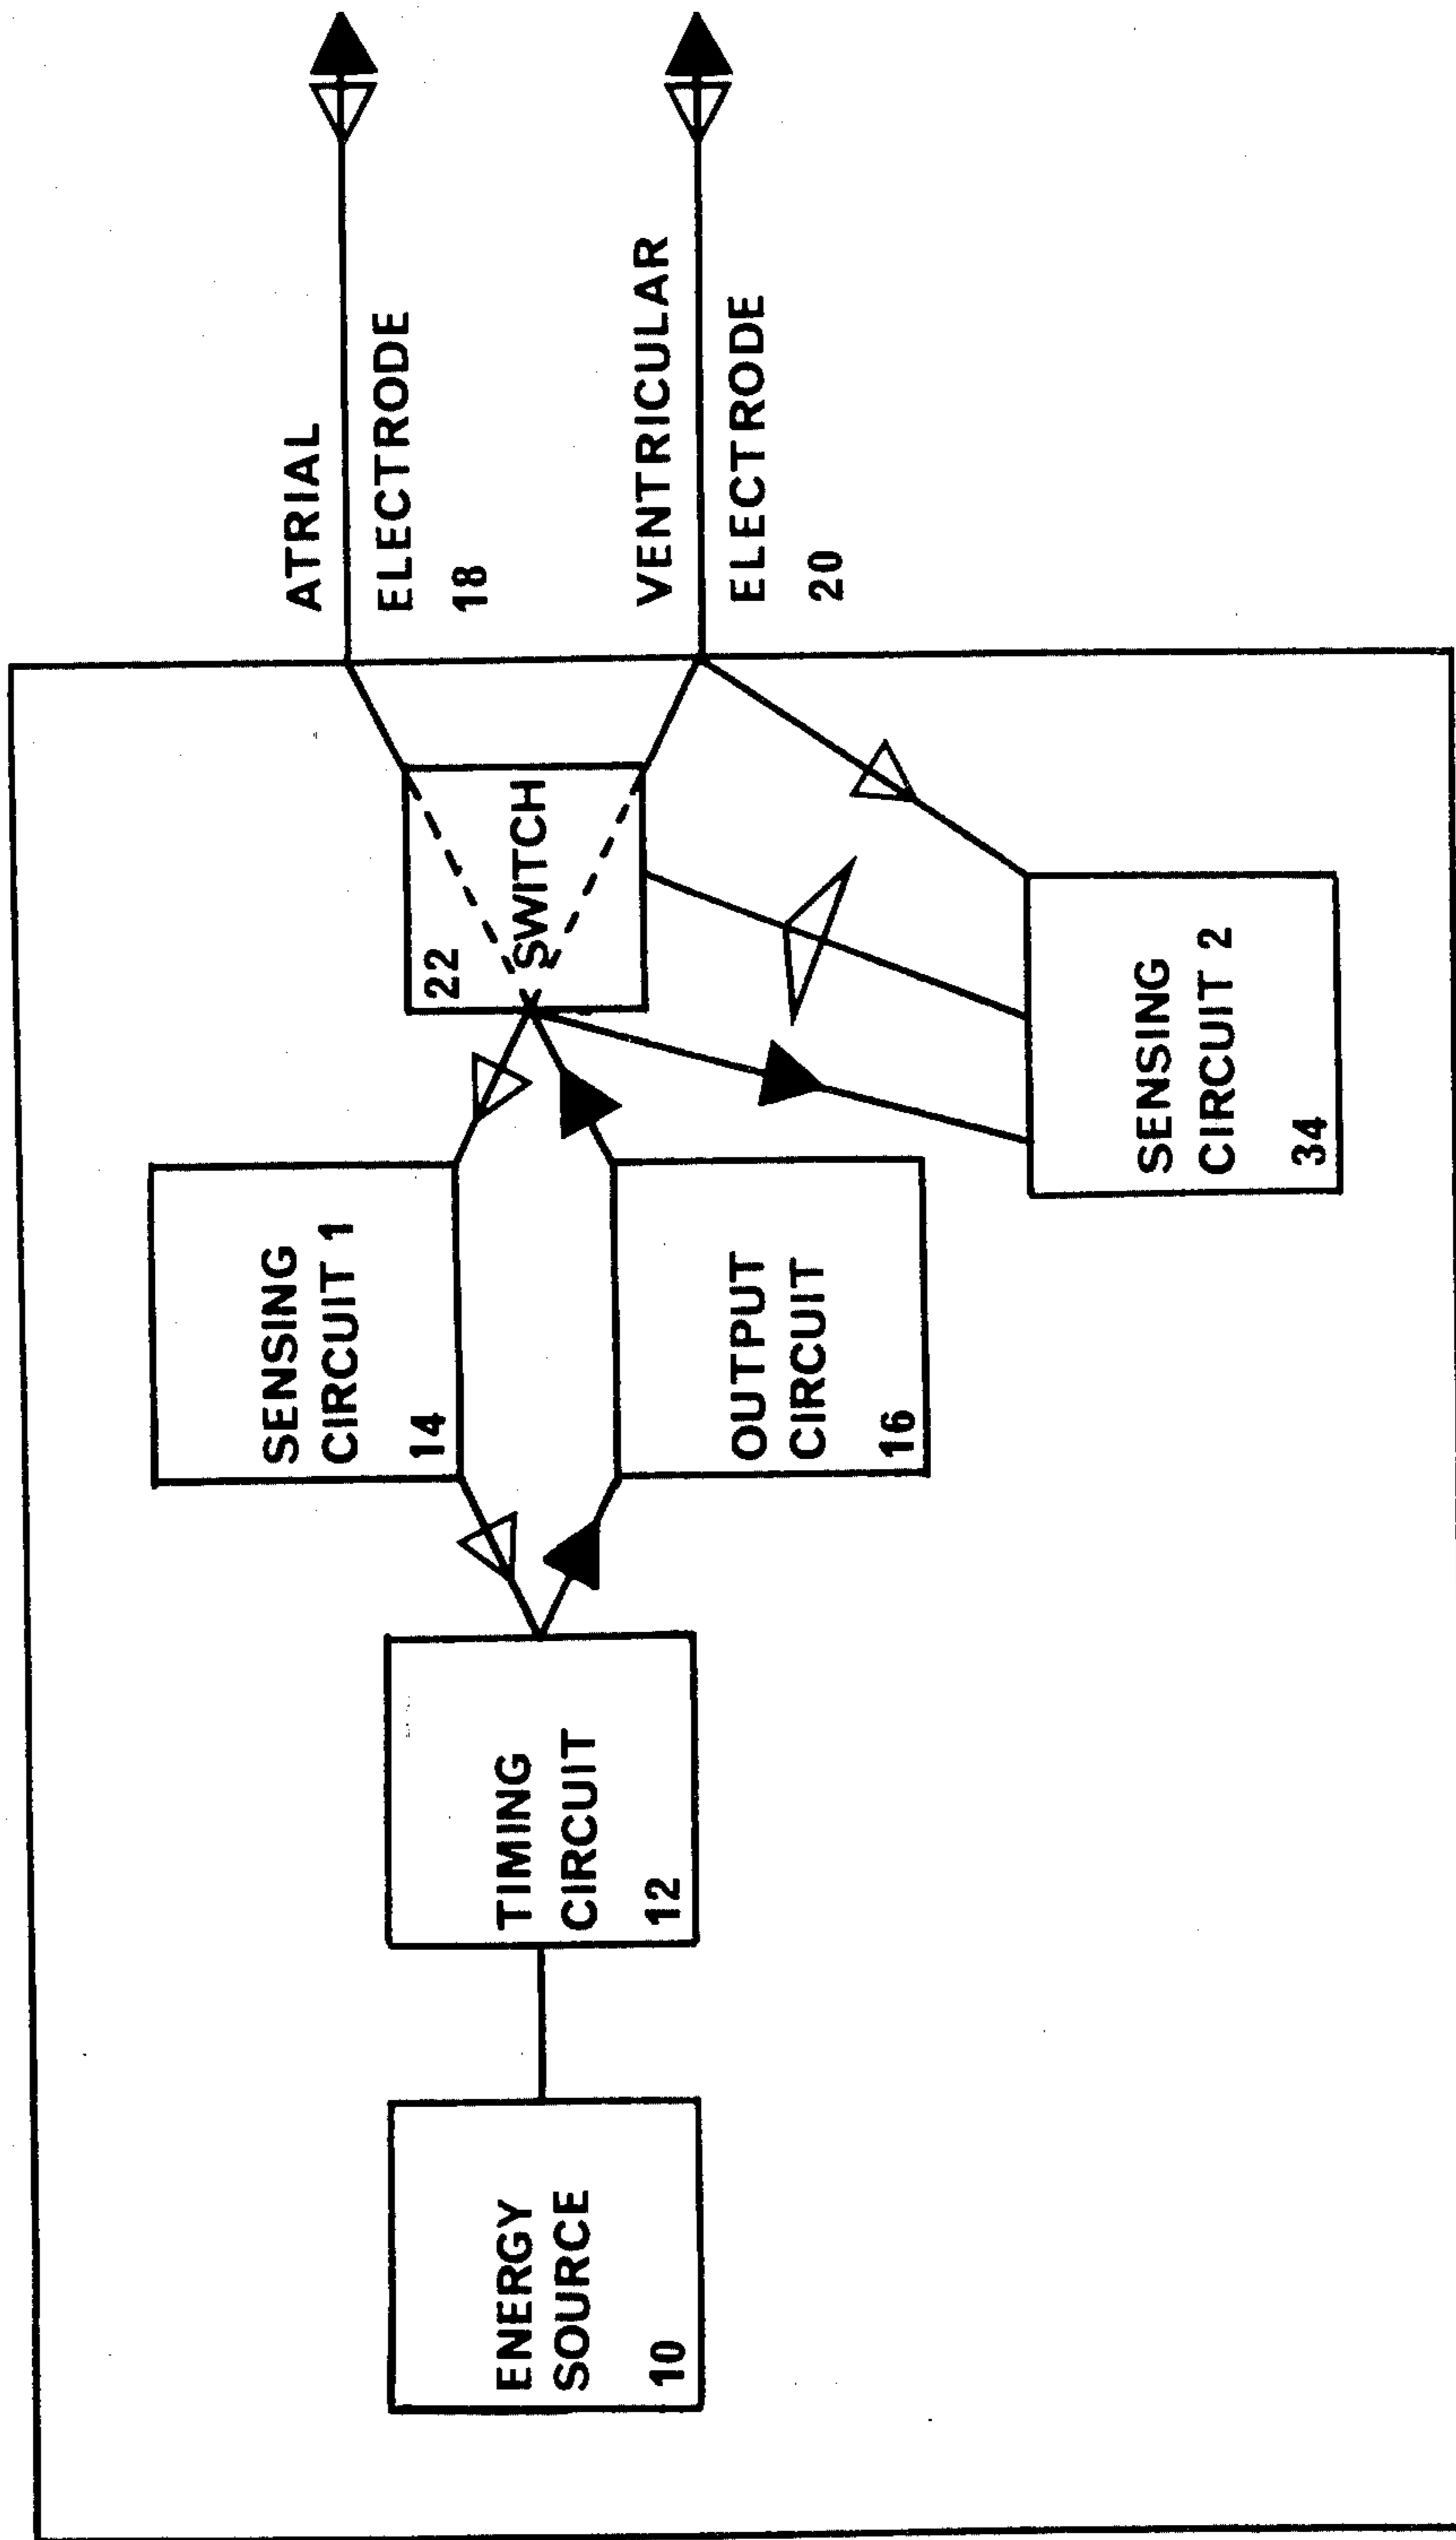 ENERGY
SOURCE
10
TIMING
CIRCUIT
12
SENSING
CIRCUIT 1
14
OUTPUT
CIRCUIT
16
22
SWITCH
SENSING
CIRCUIT 2
34
ATRIAL
ELECTRODE
18
VENTRICULAR
ELECTRODE
20